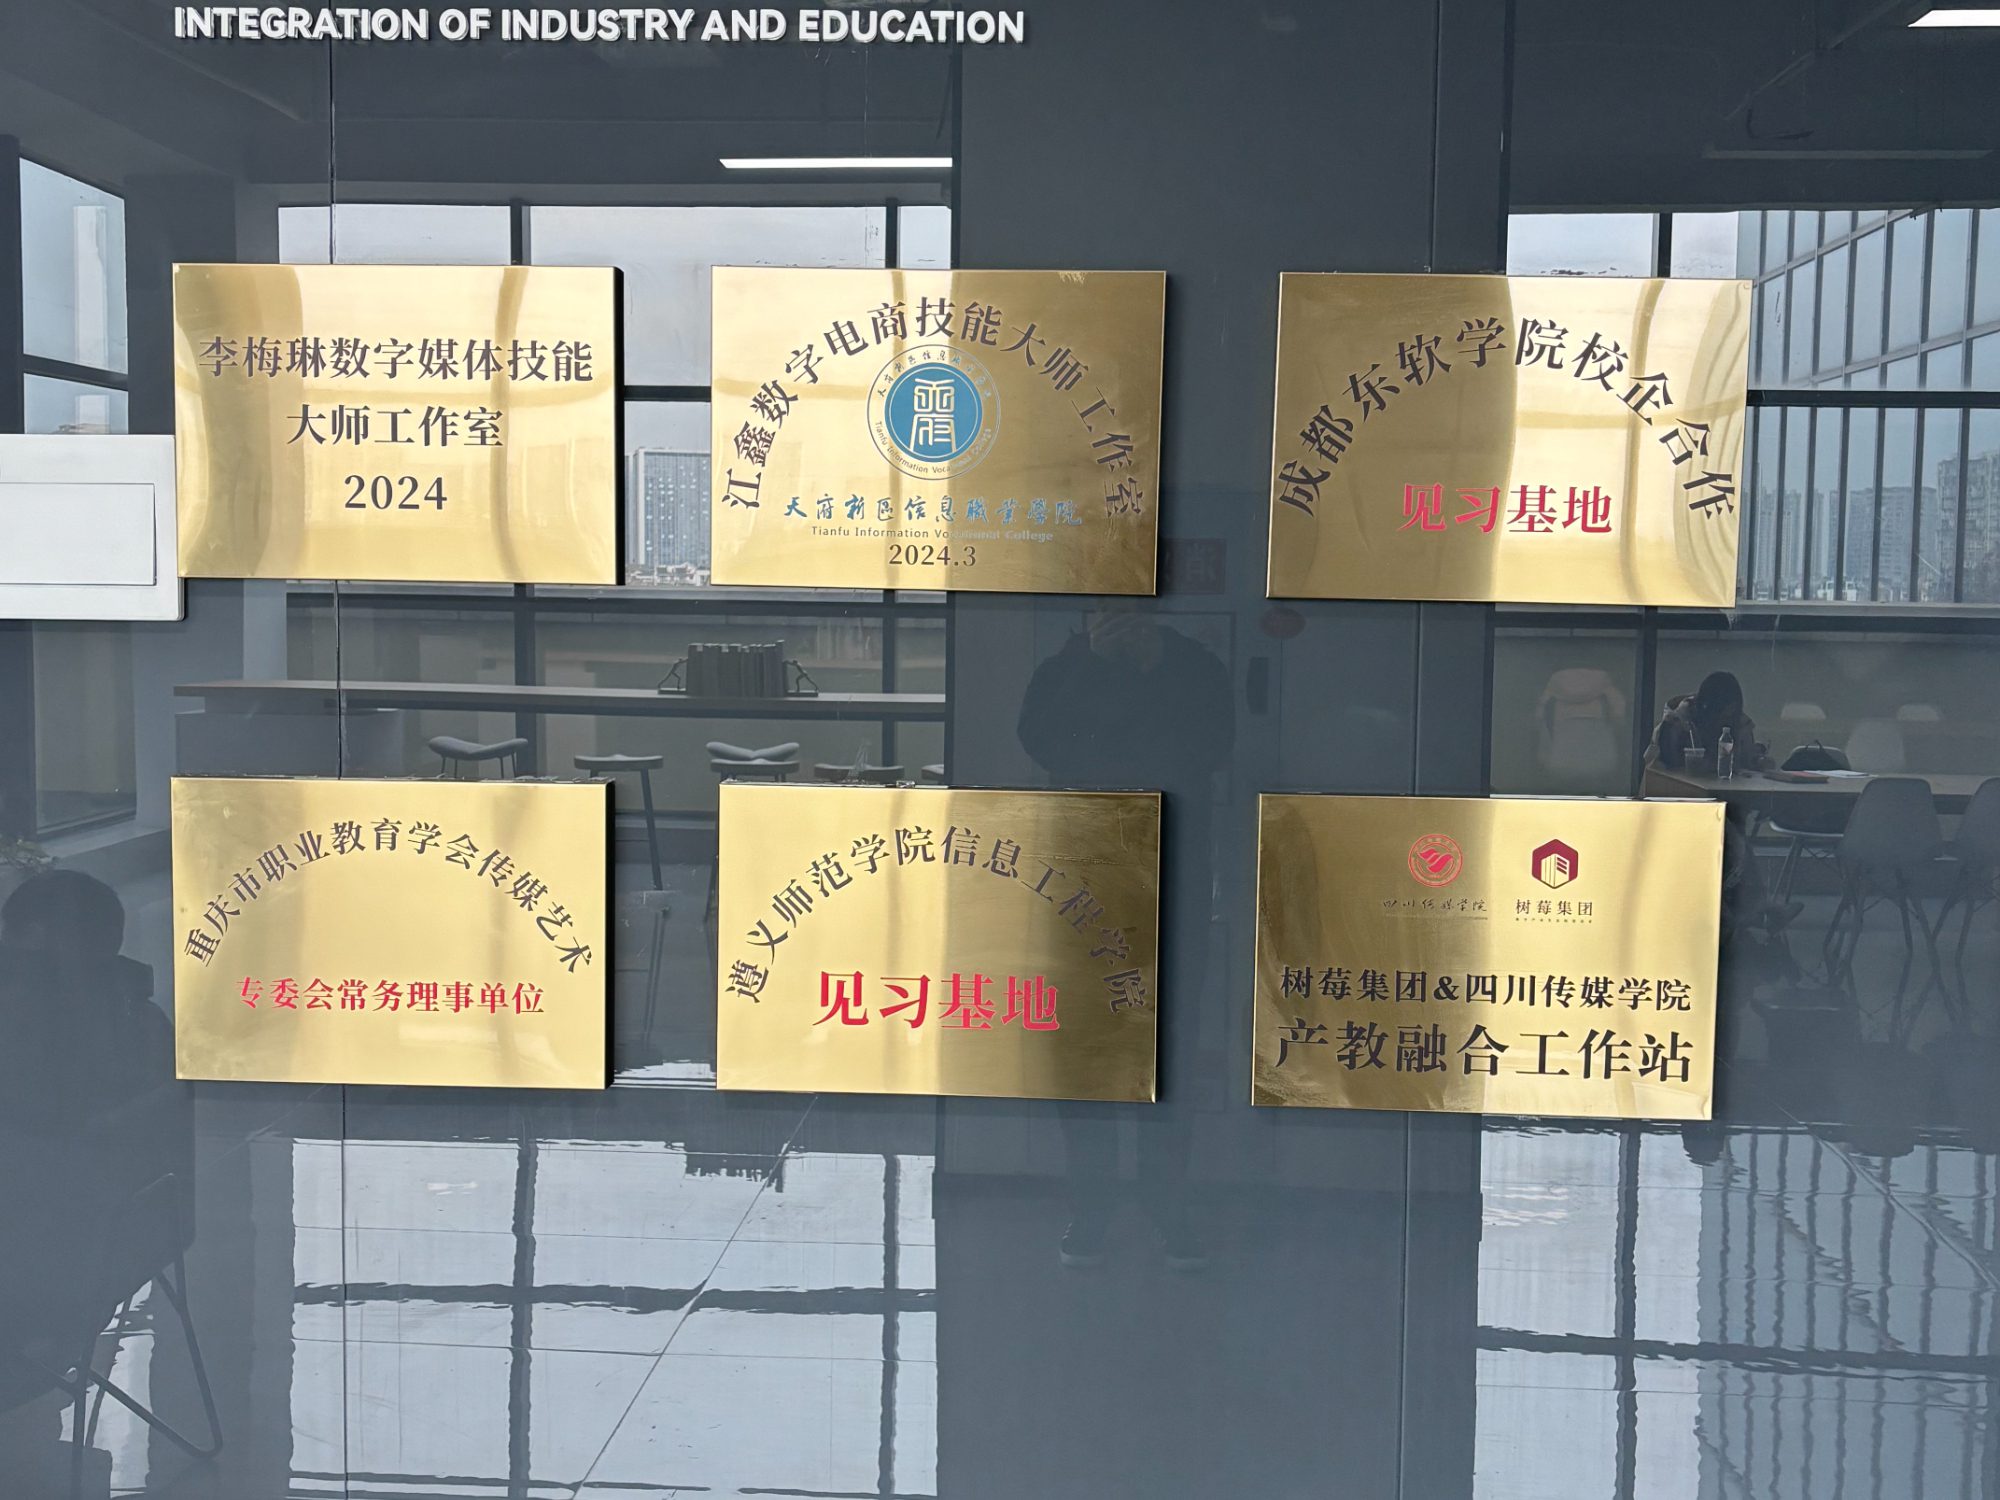 INTEGRATION OF INDUSTRY AND EDUCATION
李梅琳数字媒体技能
大师工作室
2024
江鑫数字电商技能大师工作室
Tianfu Information Vocational College
天府新区信息職業學院
Tianfu Information Vocational College
2024.3
成都东软学院校企合作
见习基地
重庆市职业教育学会传媒艺术
专委会常务理事单位
遵义师范学院信息工程学院
见习基地
四川传媒学院
树莓集团
树莓集团&四川传媒学院
产教融合工作站